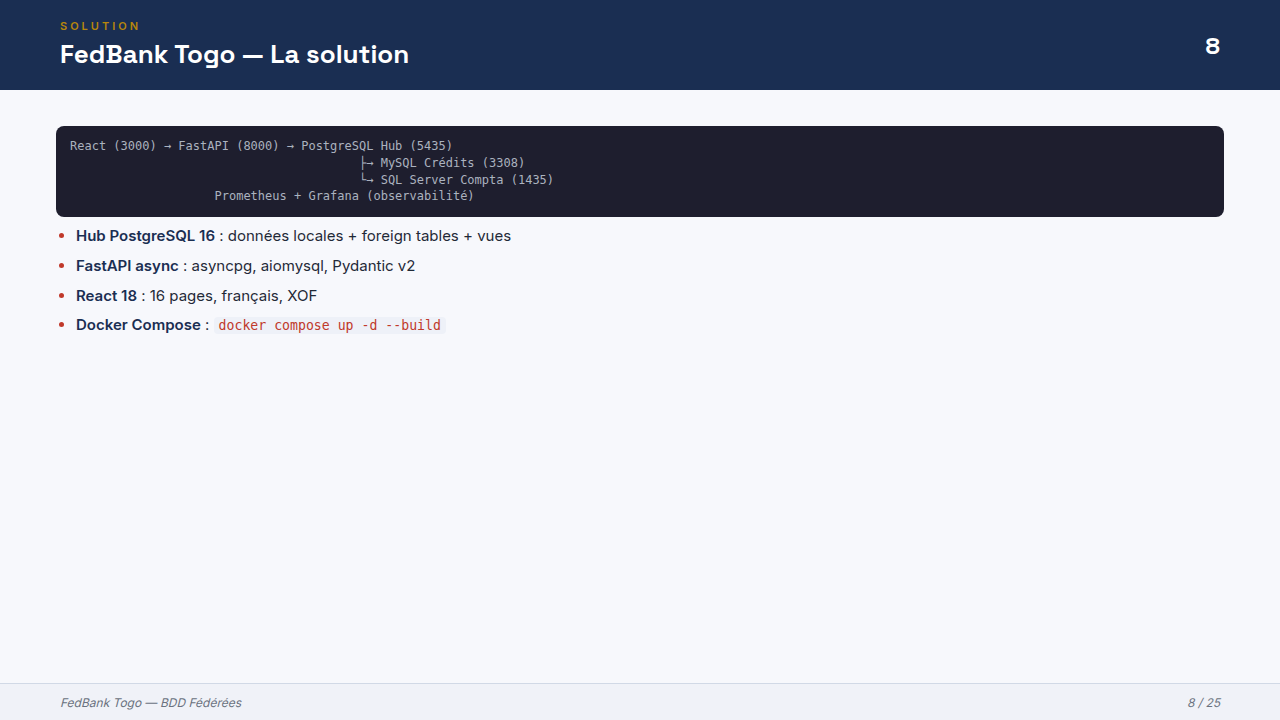 SOLUTION
FedBank Togo — La solution
8
React (3000) → FastAPI (8000) → PostgreSQL Hub (5435)
├→ MySQL Crédits (3308)
└→ SQL Server Compta (1435)
Prometheus + Grafana (observabilité)
• Hub PostgreSQL 16 : données locales + foreign tables + vues
• FastAPI async : asyncpg, aiomysql, Pydantic v2
• React 18 : 16 pages, français, XOF
• Docker Compose : docker compose up -d --build
FedBank Togo — BDD Fédérées
8 / 25